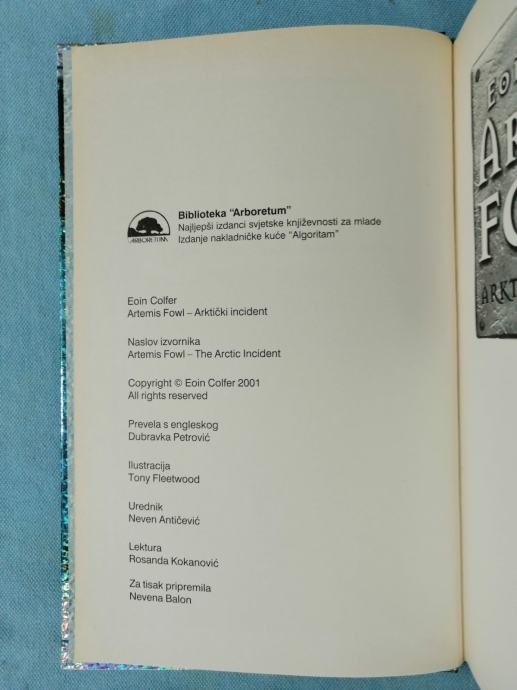 ARBORETUM
Biblioteka "Arboretum"
Najljepši izdanci svjetske književnosti za mlade
Izdanje nakladničke kuće "Algoritam"
Eoin Colfer
Artemis Fowl – Arktički incident
Naslov izvornika
Artemis Fowl – The Arctic Incident
Copyright © Eoin Colfer 2001
All rights reserved
Prevela s engleskog
Dubravka Petrović
Ilustracija
Tony Fleetwood
Urednik
Neven Antičević
Lektura
Rosanda Kokanović
Za tisak pripremila
Nevena Balon